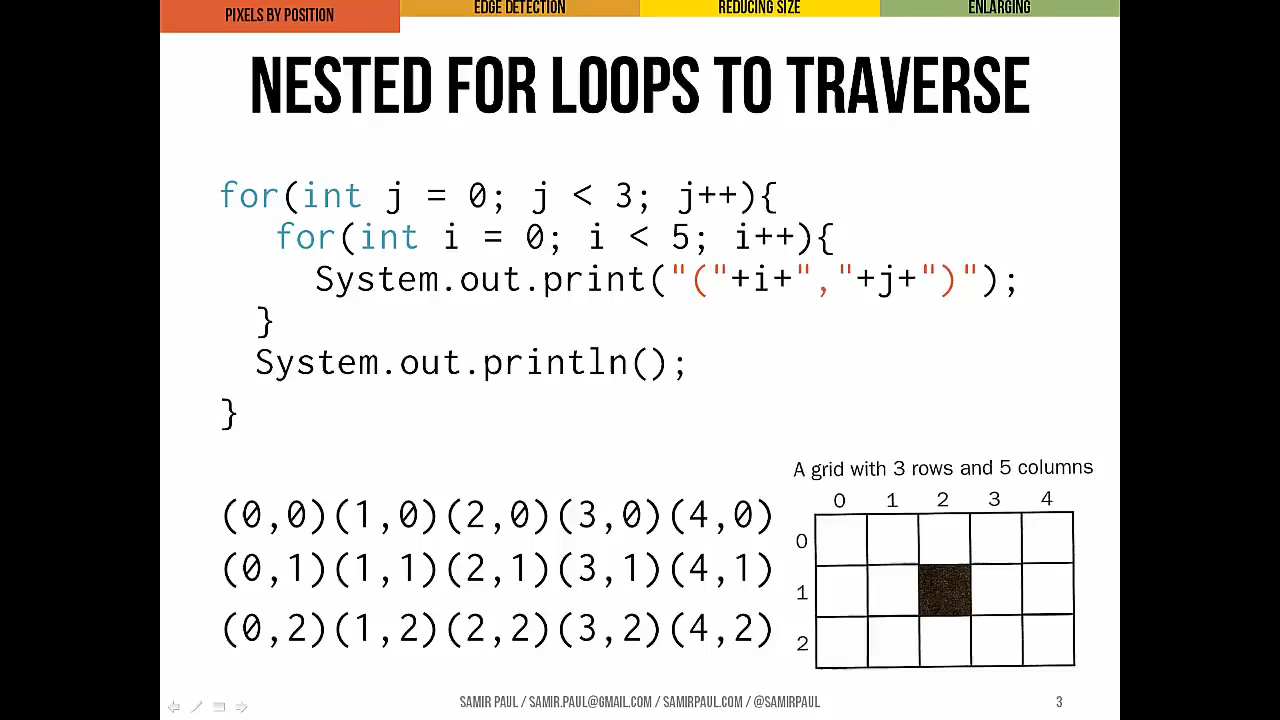 PIXELS BY POSITION EDGE DETECTION REDUCING SIZE ENLARGING
NESTED FOR LOOPS TO TRAVERSE
for(int j = 0; j < 3; j++){
for(int i = 0; i < 5; i++){
System.out.print("("+i+","+j+")");
}
System.out.println();
}
(0,0)(1,0)(2,0)(3,0)(4,0)
(0,1)(1,1)(2,1)(3,1)(4,1)
(0,2)(1,2)(2,2)(3,2)(4,2)
A grid with 3 rows and 5 columns
0 1 2 3 4
0
1
2
SAMIR PAUL / SAMIR.PAUL@GMAIL.COM / SAMIRPAUL.COM / @SAMIRPAUL
3